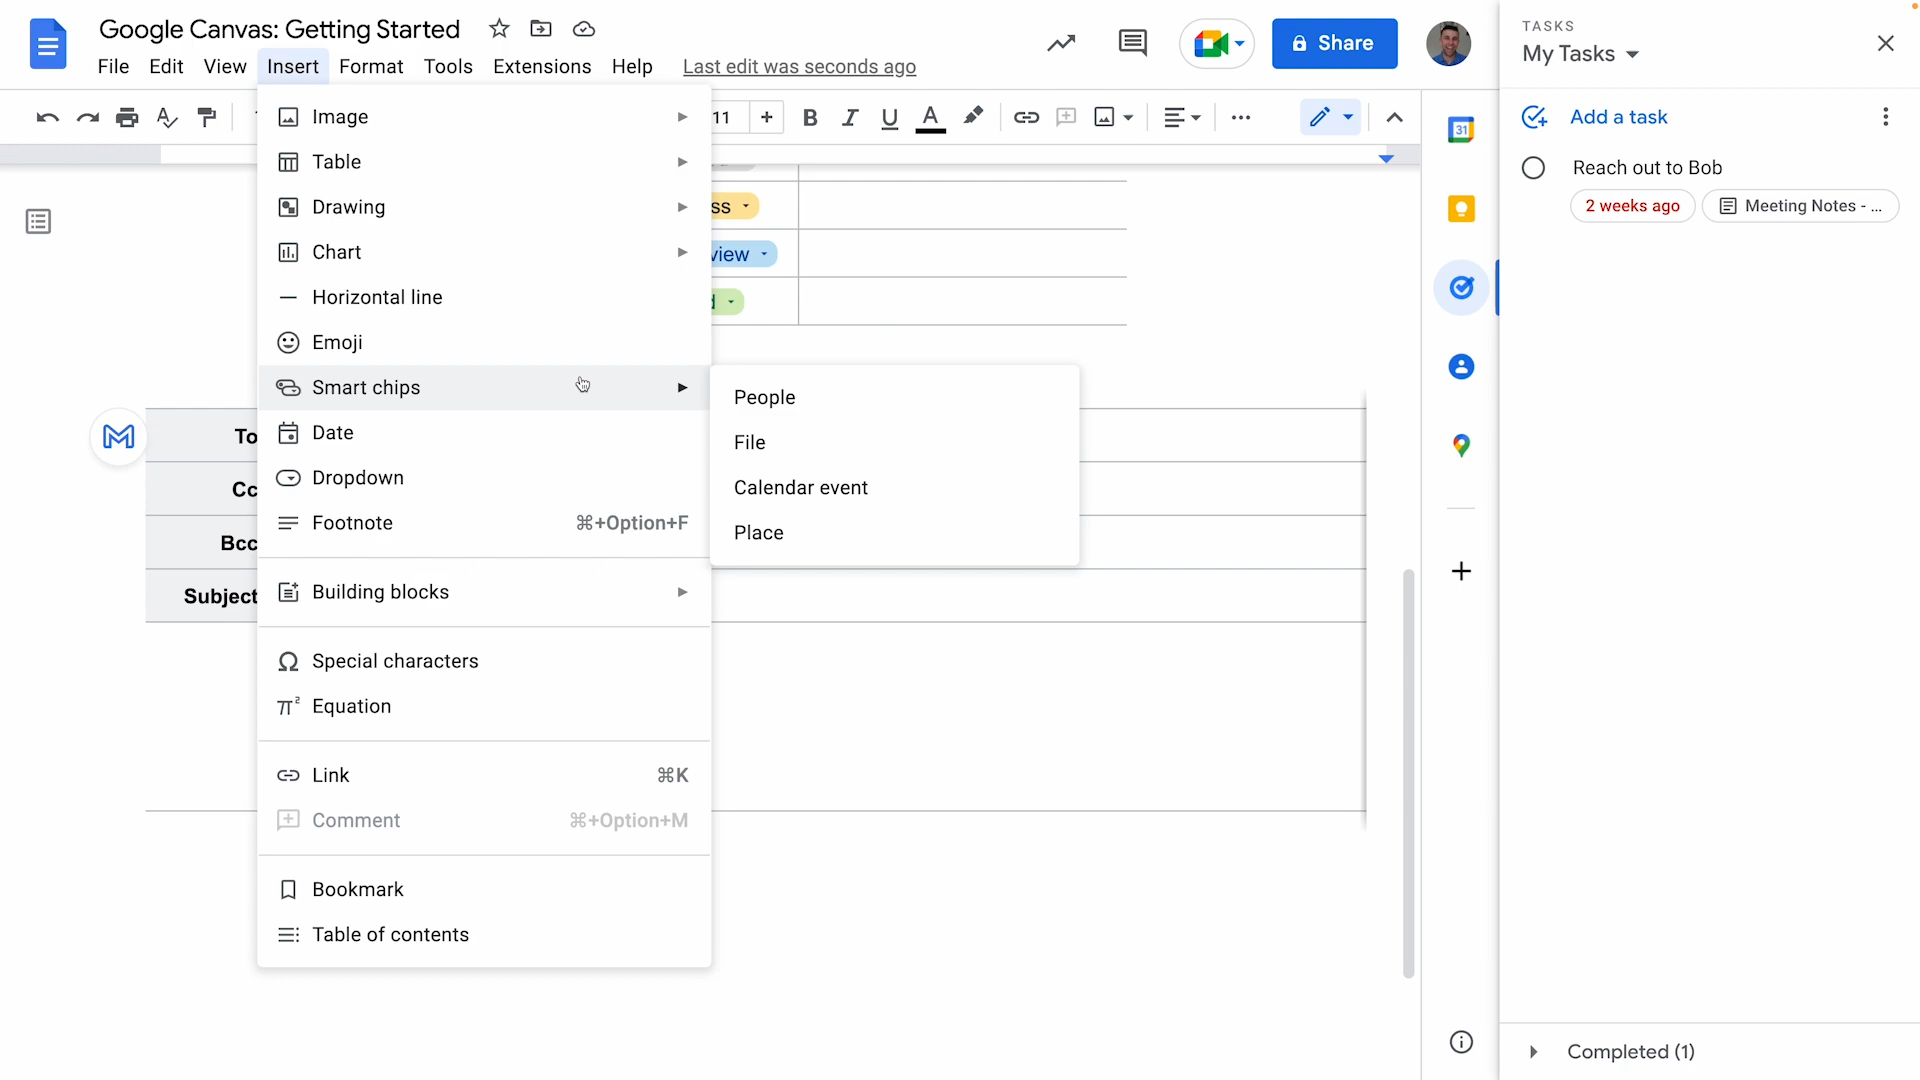 Google Canvas: Getting Started
File Edit View Insert Format Tools Extensions Help Last edit was seconds ago
Share
TASKS
My Tasks
11
B I U A
31
Add a task
Reach out to Bob
2 weeks ago
Meeting Notes - ...
Image
Table
Drawing
Chart
Horizontal line
Emoji
Smart chips
Date
Dropdown
Footnote ⌘+Option+F
Building blocks
Special characters
Equation
Link ⌘K
Comment ⌘+Option+M
Bookmark
Table of contents
People
File
Calendar event
Place
ss
view
d
To
Cc
Bcc
Subject
Completed (1)